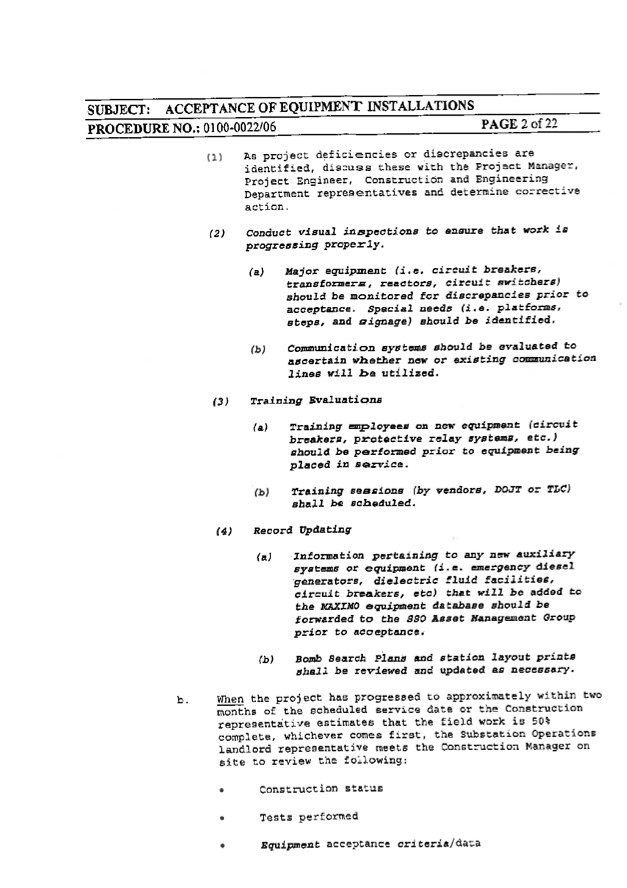 SUBJECT: ACCEPTANCE OF EQUIPMENT INSTALLATIONS
PROCEDURE NO.: 0100-0022/06 PAGE 2 of 22
(1) As project deficiencies or discrepancies are
identified, discuss these with the Project Manager,
Project Engineer, Construction and Engineering
Department representatives and determine corrective
action.
(2) Conduct visual inspections to ensure that work is
progressing properly.
(a) Major equipment (i.e. circuit breakers,
transformers, reactors, circuit switchers)
should be monitored for discrepancies prior to
acceptance. Special needs (i.e. platforms,
steps, and signage) should be identified.
(b) Communication systems should be evaluated to
ascertain whether new or existing communication
lines will be utilized.
(3) Training Evaluations
(a) Training employees on new equipment (circuit
breakers, protective relay systems, etc.)
should be performed prior to equipment being
placed in service.
(b) Training sessions (by vendors, DOJT or TLC)
shall be scheduled.
(4) Record Updating
(a) Information pertaining to any new auxiliary
systems or equipment (i.e. emergency diesel
generators, dielectric fluid facilities,
circuit breakers, etc) that will be added to
the MAXIMO equipment database should be
forwarded to the SSO Asset Management Group
prior to acceptance.
(b) Bomb Search Plans and station layout prints
shall be reviewed and updated as necessary.
b. When the project has progressed to approximately within two
months of the scheduled service date or the Construction
representative estimates that the field work is 50%
complete, whichever comes first, the Substation Operations
landlord representative meets the Construction Manager on
site to review the following:
• Construction status
• Tests performed
• Equipment acceptance criteria/data